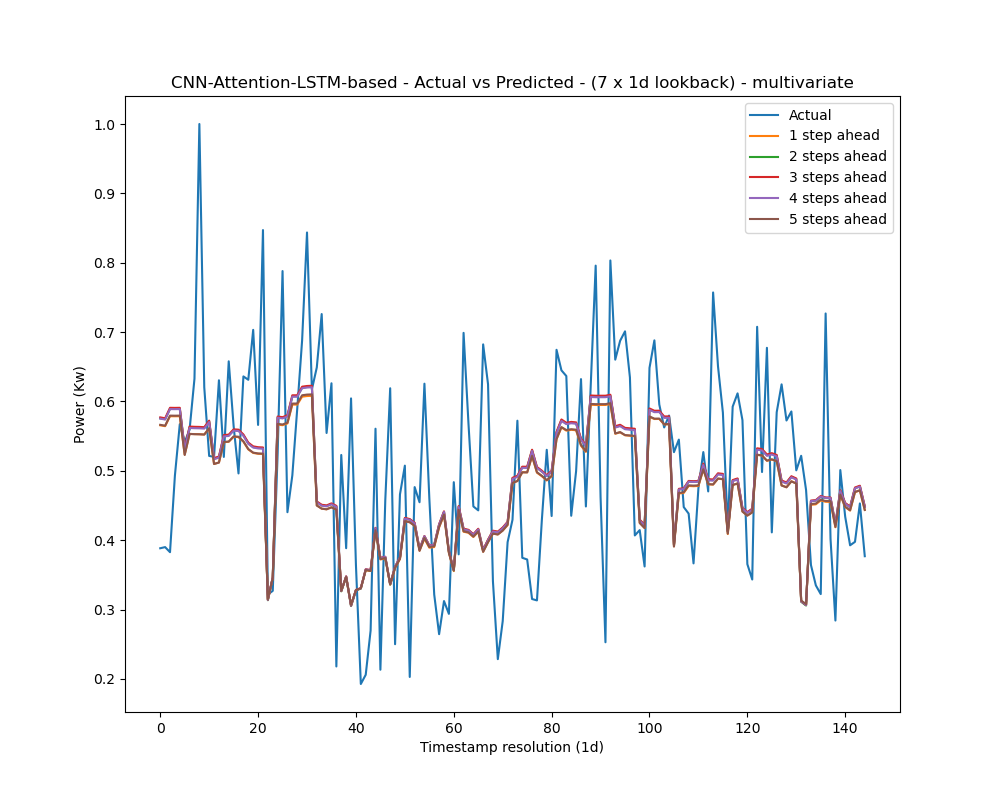 CNN-Attention-LSTM-based - Actual vs Predicted - (7 x 1d lookback) - multivariate
Actual
1 step ahead
2 steps ahead
3 steps ahead
4 steps ahead
5 steps ahead
1.0
0.9
0.8
0.7
0.6
0.5
0.4
0.3
0.2
Power (Kw)
0 20 40 60 80 100 120 140
Timestamp resolution (1d)